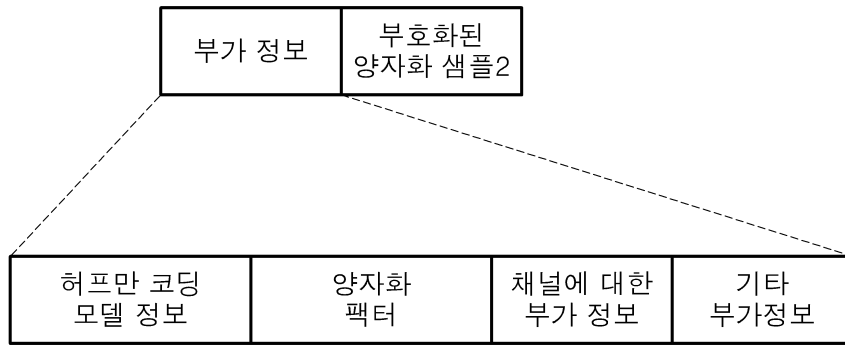 부가 정보
부호화된
양자화 샘플2
허프만 코딩
모델 정보
양자화
팩터
채널에 대한
부가 정보
기타
부가정보